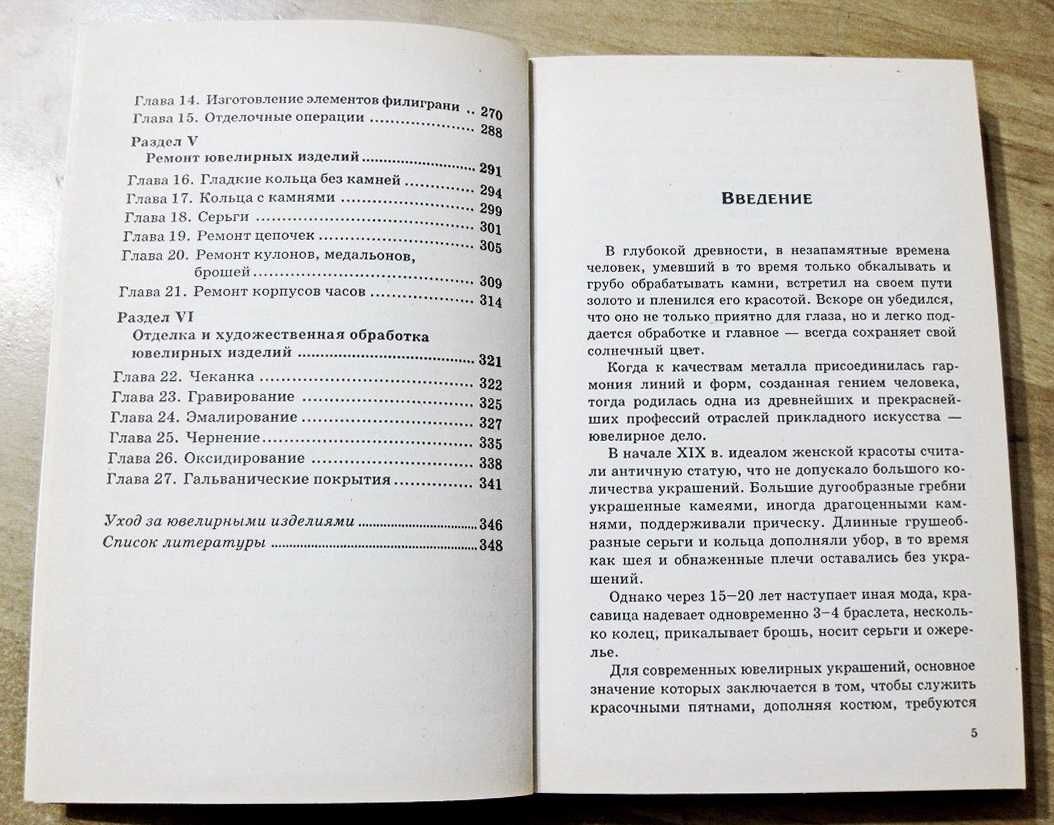 Глава 14. Изготовление элементов филиграни .. 270
Глава 15. Отделочные операции .................. 288
Раздел V
Ремонт ювелирных изделий .................. 291
Глава 16. Гладкие кольца без камней .......... 294
Глава 17. Кольца с камнями .................. 299
Глава 18. Серьги .................. 301
Глава 19. Ремонт цепочек .................. 305
Глава 20. Ремонт кулонов, медальонов,
брошей .................. 309
Глава 21. Ремонт корпусов часов .................. 314
Раздел VI
Отделка и художественная обработка
ювелирных изделий .................. 321
Глава 22. Чеканка .................. 322
Глава 23. Гравирование .................. 325
Глава 24. Эмалирование .................. 327
Глава 25. Чернение .................. 335
Глава 26. Оксидирование .................. 338
Глава 27. Гальванические покрытия ............. 341
Уход за ювелирными изделиями .................. 346
Список литературы .................. 348
Введение
В глубокой древности, в незапамятные времена
человек, умевший в то время только обкалывать и
грубо обрабатывать камни, встретил на своем пути
золото и пленился его красотой. Вскоре он убедился,
что оно не только приятно для глаза, но и легко под-
дается обработке и главное — всегда сохраняет свой
солнечный цвет.
Когда к качествам металла присоединилась гар-
мония линий и форм, созданная гением человека,
тогда родилась одна из древнейших и прекрасней-
ших профессий отраслей прикладного искусства —
ювелирное дело.
В начале XIX в. идеалом женской красоты счита-
ли античную статую, что не допускало большого ко-
личества украшений. Большие дугообразные гребни
украшенные камеями, иногда драгоценными кам-
нями, поддерживали прическу. Длинные грушеоб-
разные серьги и кольца дополняли убор, в то время
как шея и обнаженные плечи оставались без укра-
шений.
Однако через 15—20 лет наступает иная мода, кра-
савица надевает одновременно 3—4 браслета, несколь-
ко колец, прикалывает брошь, носит серьги и ожере-
лье.
Для современных ювелирных украшений, основное
значение которых заключается в том, чтобы служить
красочными пятнами, дополняя костюм, требуются
5